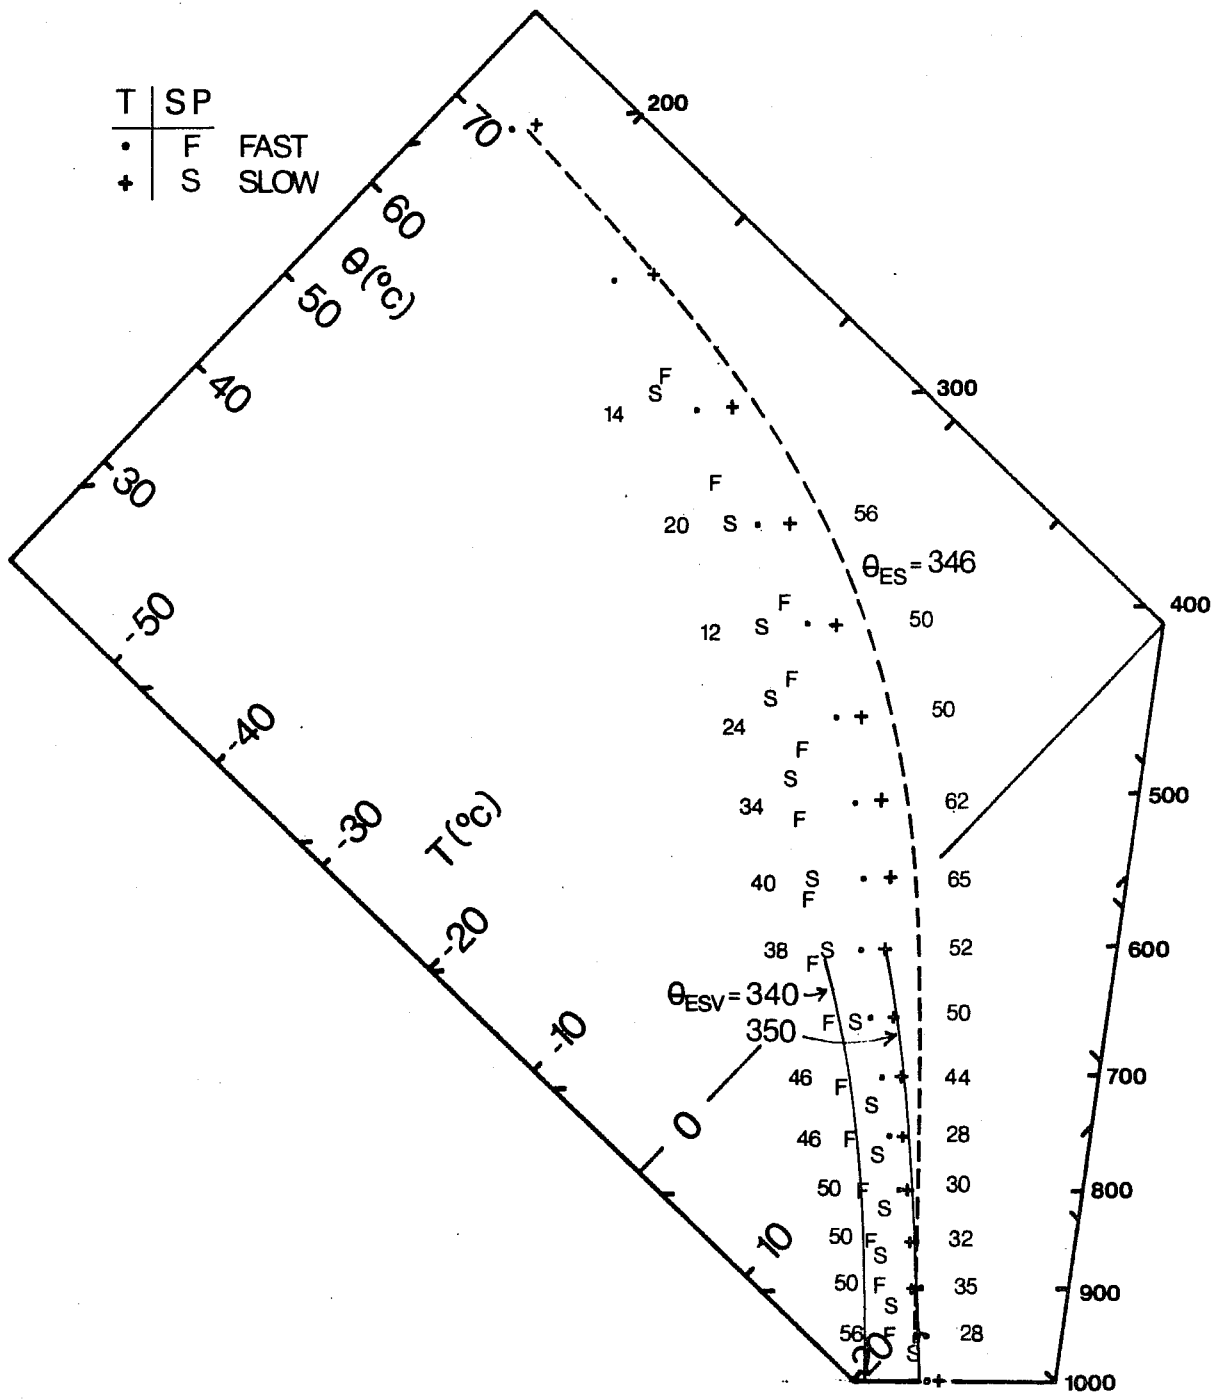 T | SP
• F FAST
+ S SLOW
200
70
60
θ(°C)
50
300
F
S
40
14
30
F
20 S
56
θES = 346
400
F
12 S
50
-50
F
S
24
50
-40
F
S
500
34
62
F
-30
T(°C)
40 S
65
F
-20
38 S
52
600
F
θESV = 340
F S
50
350
-10
46 F
44
700
S
0
46 F
28
S
50 F
30
800
S
50 F
32
S
10
50 F
35
900
S
56 F
28
S
20
1000